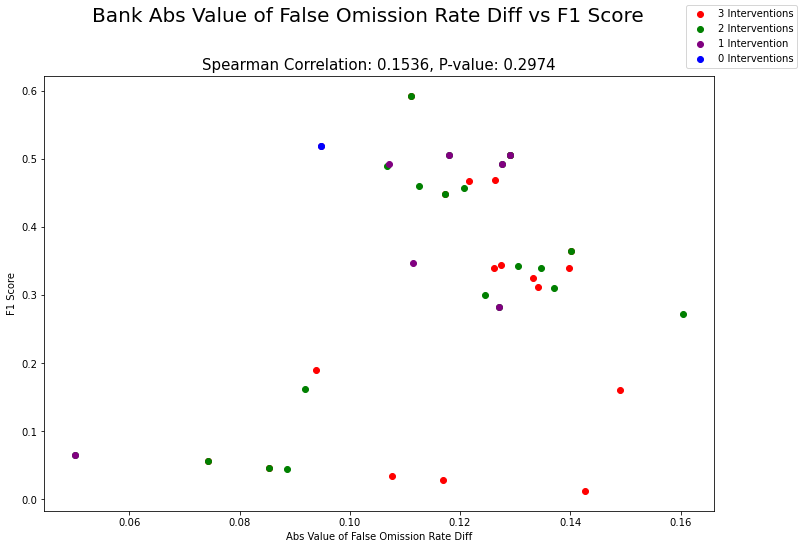 Bank Abs Value of False Omission Rate Diff vs F1 Score
3 Interventions
2 Interventions
1 Intervention
0 Interventions
Spearman Correlation: 0.1536, P-value: 0.2974
F1 Score
0.6
0.5
0.4
0.3
0.2
0.1
0.0
0.06
0.08
0.10
0.12
0.14
0.16
Abs Value of False Omission Rate Diff